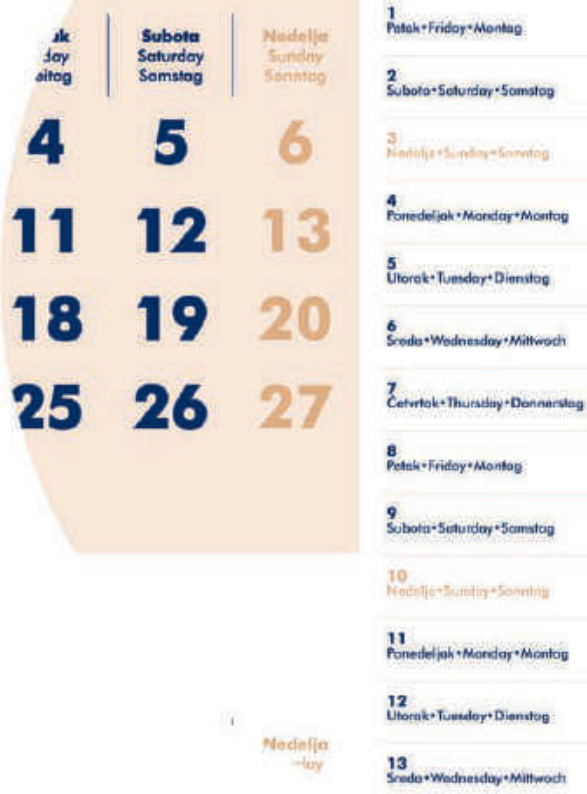 Subota
Nedelja
Saturday
Sunday
Samstag
Sonntag
4 5 6
11 12 13
18 19 20
25 26 27
Nedelja
1
Petak•Friday•Montag
2
Subota•Saturday•Samstag
3
Nedelja•Sunday•Sonntag
4
Ponedeljak•Monday•Montag
5
Utorak•Tuesday•Dienstag
6
Sreda•Wednesday•Mittwoch
7
Četvrtak•Thursday•Donnerstag
8
Petak•Friday•Montag
9
Subota•Saturday•Samstag
10
Nedelja•Sunday•Sonntag
11
Ponedeljak•Monday•Montag
12
Utorak•Tuesday•Dienstag
13
Sreda•Wednesday•Mittwoch